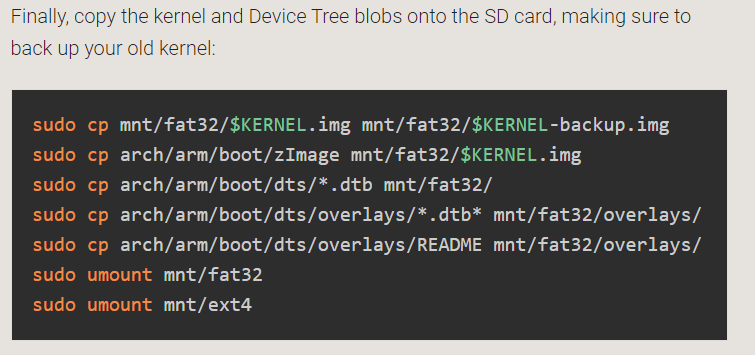 Finally, copy the kernel and Device Tree blobs onto the SD card, making sure to
back up your old kernel:
sudo cp mnt/fat32/$KERNEL.img mnt/fat32/$KERNEL-backup.img
sudo cp arch/arm/boot/zImage mnt/fat32/$KERNEL.img
sudo cp arch/arm/boot/dts/*.dtb mnt/fat32/
sudo cp arch/arm/boot/dts/overlays/*.dtb* mnt/fat32/overlays/
sudo cp arch/arm/boot/dts/overlays/README mnt/fat32/overlays/
sudo umount mnt/fat32
sudo umount mnt/ext4